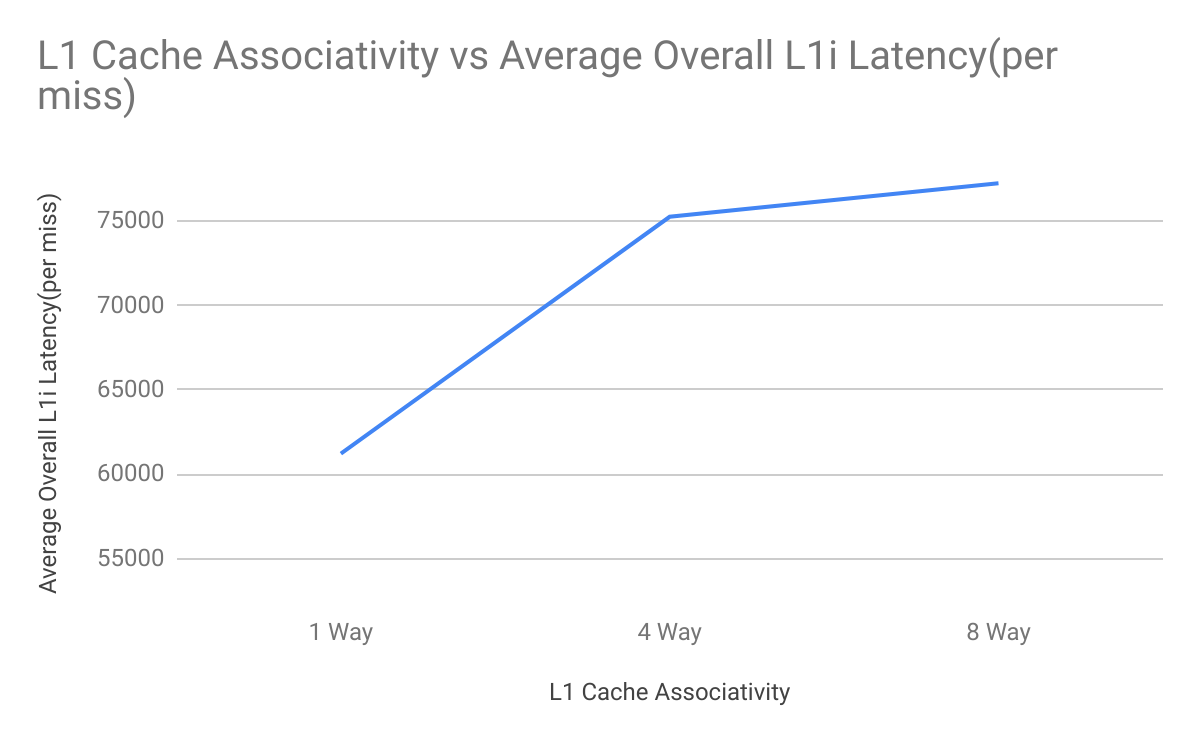 L1 Cache Associativity vs Average Overall L1i Latency(per
miss)
Average Overall L1i Latency(per miss)
75000
70000
65000
60000
55000
1 Way
4 Way
8 Way
L1 Cache Associativity